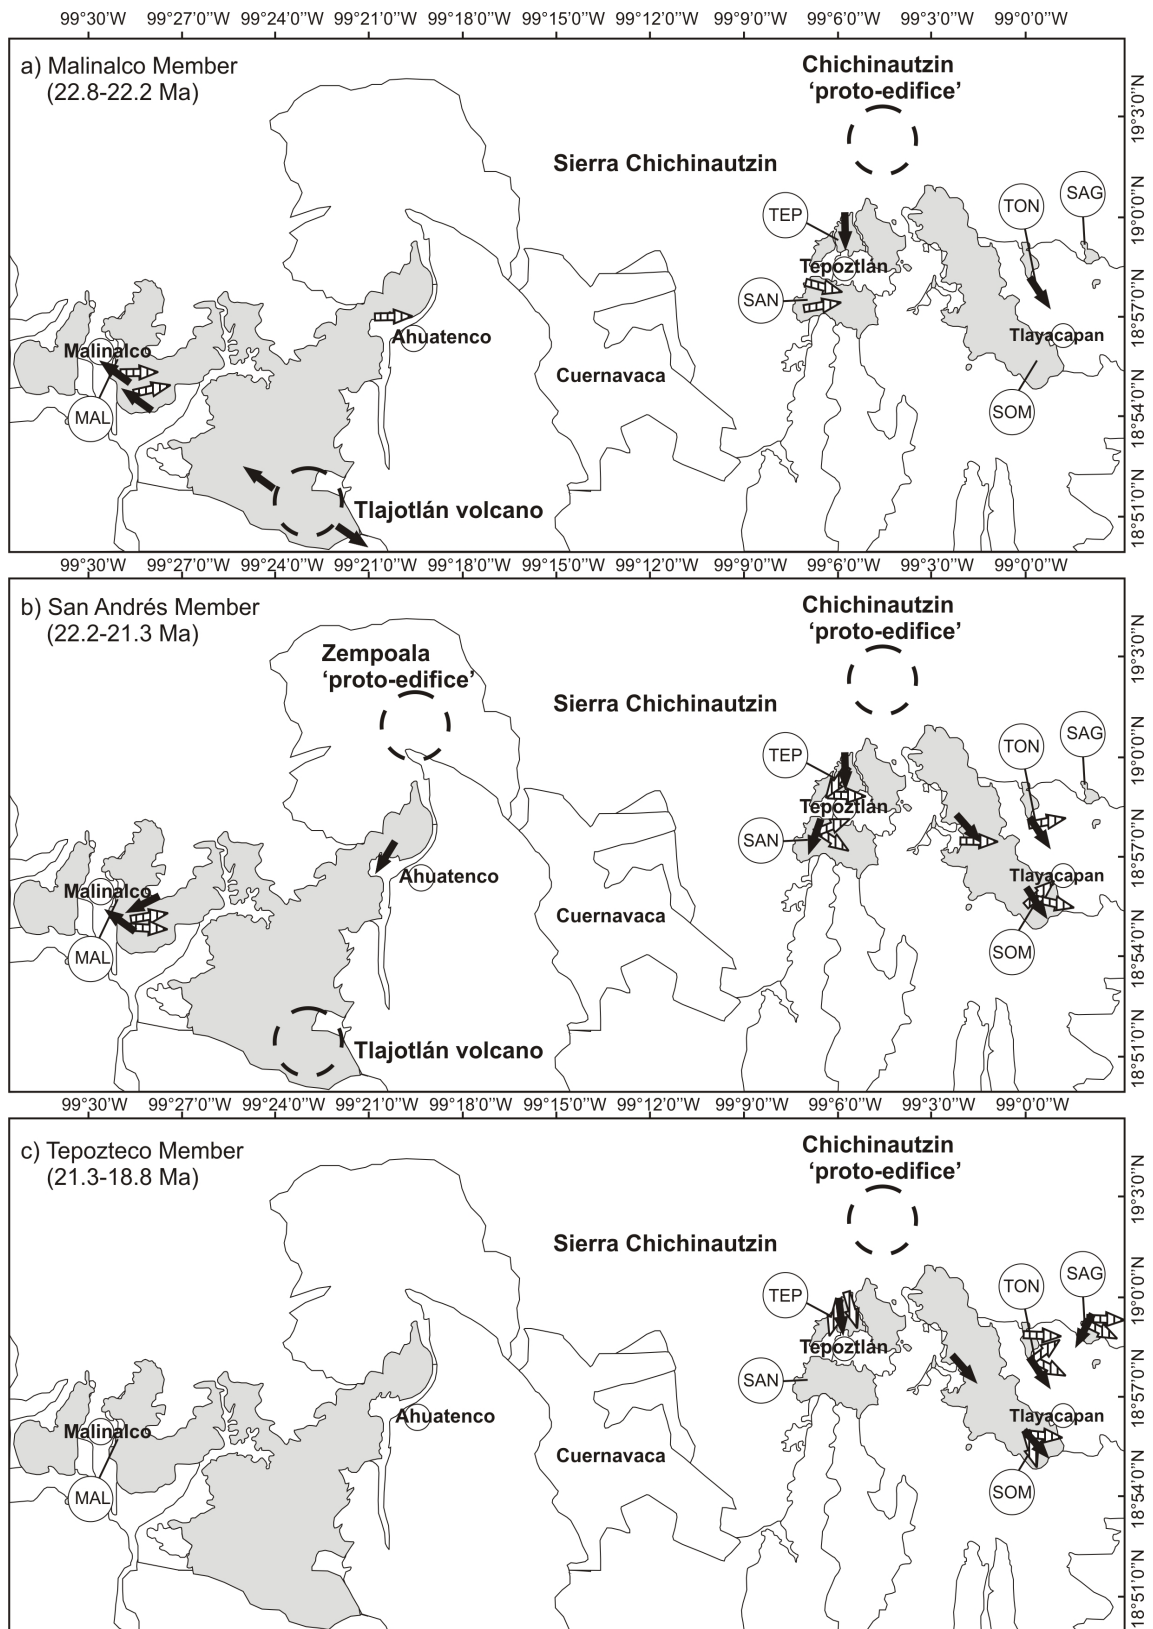 99°30’0’’W 99°27’0’’W 99°24’0’’W 99°21’0’’W 99°18’0’’W 99°15’0’’W 99°12’0’’W 99°9’0’’W 99°6’0’’W 99°3’0’’W 99°0’0’’W
a) Malinalco Member
(22.8-22.2 Ma)
Chichinautzin
‘proto-edifice’
19°3’0’’N
Sierra Chichinautzin
TEP
TON
SAG
19°0’0’’N
Tepoztlán
SAN
18°57’0’’N
Malinalco
Ahuatenco
Tlayacapan
Cuernavaca
MAL
SOM
18°54’0’’N
Tlajotlán volcano
18°51’0’’N
99°30’0’’W 99°27’0’’W 99°24’0’’W 99°21’0’’W 99°18’0’’W 99°15’0’’W 99°12’0’’W 99°9’0’’W 99°6’0’’W 99°3’0’’W 99°0’0’’W
b) San Andrés Member
(22.2-21.3 Ma)
Chichinautzin
‘proto-edifice’
Zempoala
‘proto-edifice’
19°3’0’’N
Sierra Chichinautzin
TEP
TON
SAG
19°0’0’’N
Tepoztlán
SAN
18°57’0’’N
Malinalco
Ahuatenco
Tlayacapan
Cuernavaca
MAL
SOM
18°54’0’’N
Tlajotlán volcano
18°51’0’’N
99°30’0’’W 99°27’0’’W 99°24’0’’W 99°21’0’’W 99°18’0’’W 99°15’0’’W 99°12’0’’W 99°9’0’’W 99°6’0’’W 99°3’0’’W 99°0’0’’W
c) Tepozteco Member
(21.3-18.8 Ma)
Chichinautzin
‘proto-edifice’
19°3’0’’N
Sierra Chichinautzin
TEP
TON
SAG
19°0’0’’N
Tepoztlán
SAN
18°57’0’’N
Malinalco
Ahuatenco
Tlayacapan
Cuernavaca
MAL
SOM
18°54’0’’N
18°51’0’’N